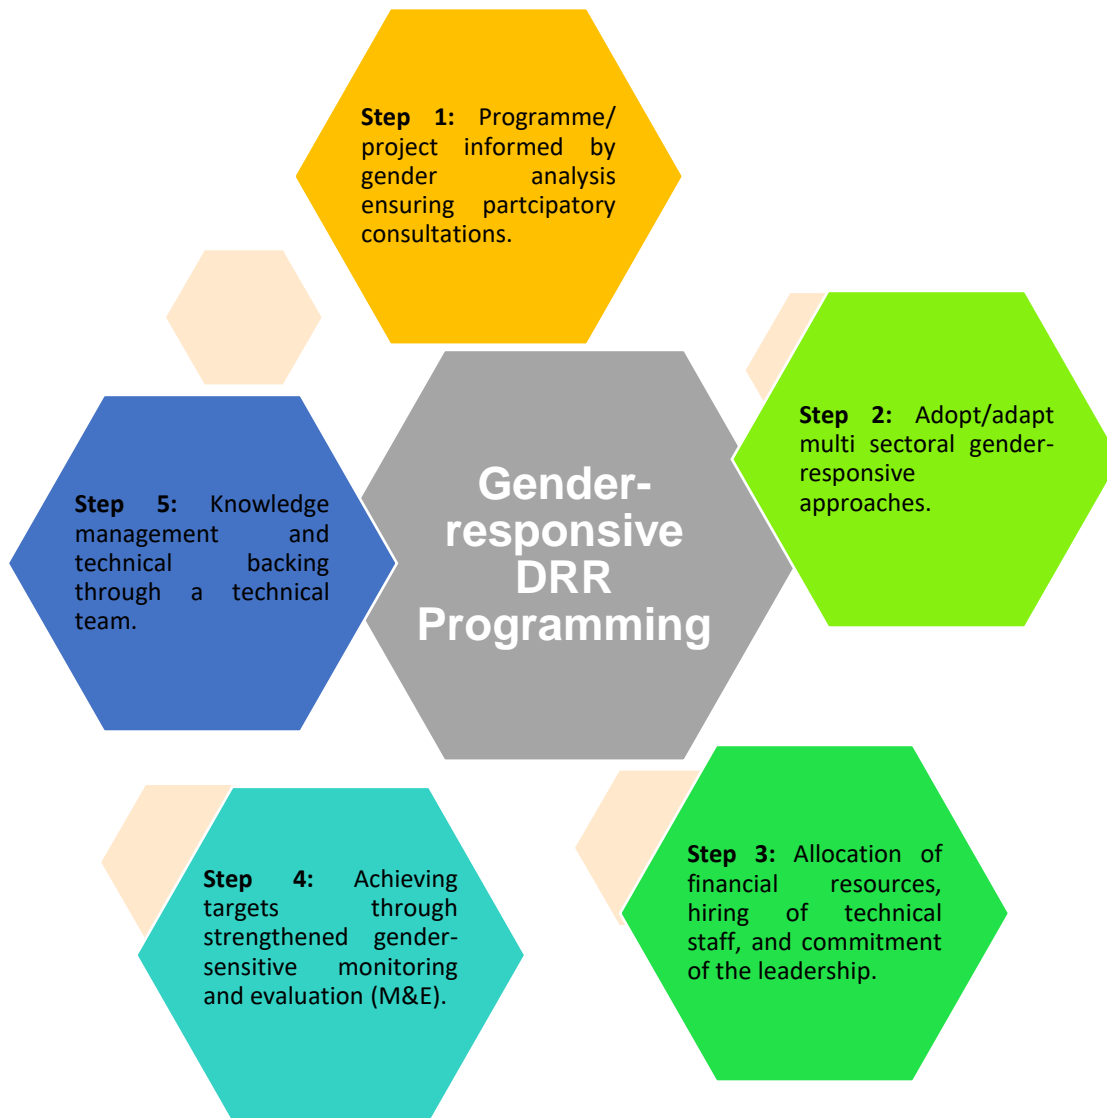 Step 1: Programme/
project informed by
gender analysis
ensuring partcipatory
consultations.
Step 2: Adopt/adapt
multi sectoral gender-
responsive
approaches.
Gender-
responsive
DRR
Programming
Step 5: Knowledge
management and
technical backing
through a technical
team.
Step 3: Allocation of
financial resources,
hiring of technical
staff, and commitment
of the leadership.
Step 4: Achieving
targets through
strengthened gender-
sensitive monitoring
and evaluation (M&E).